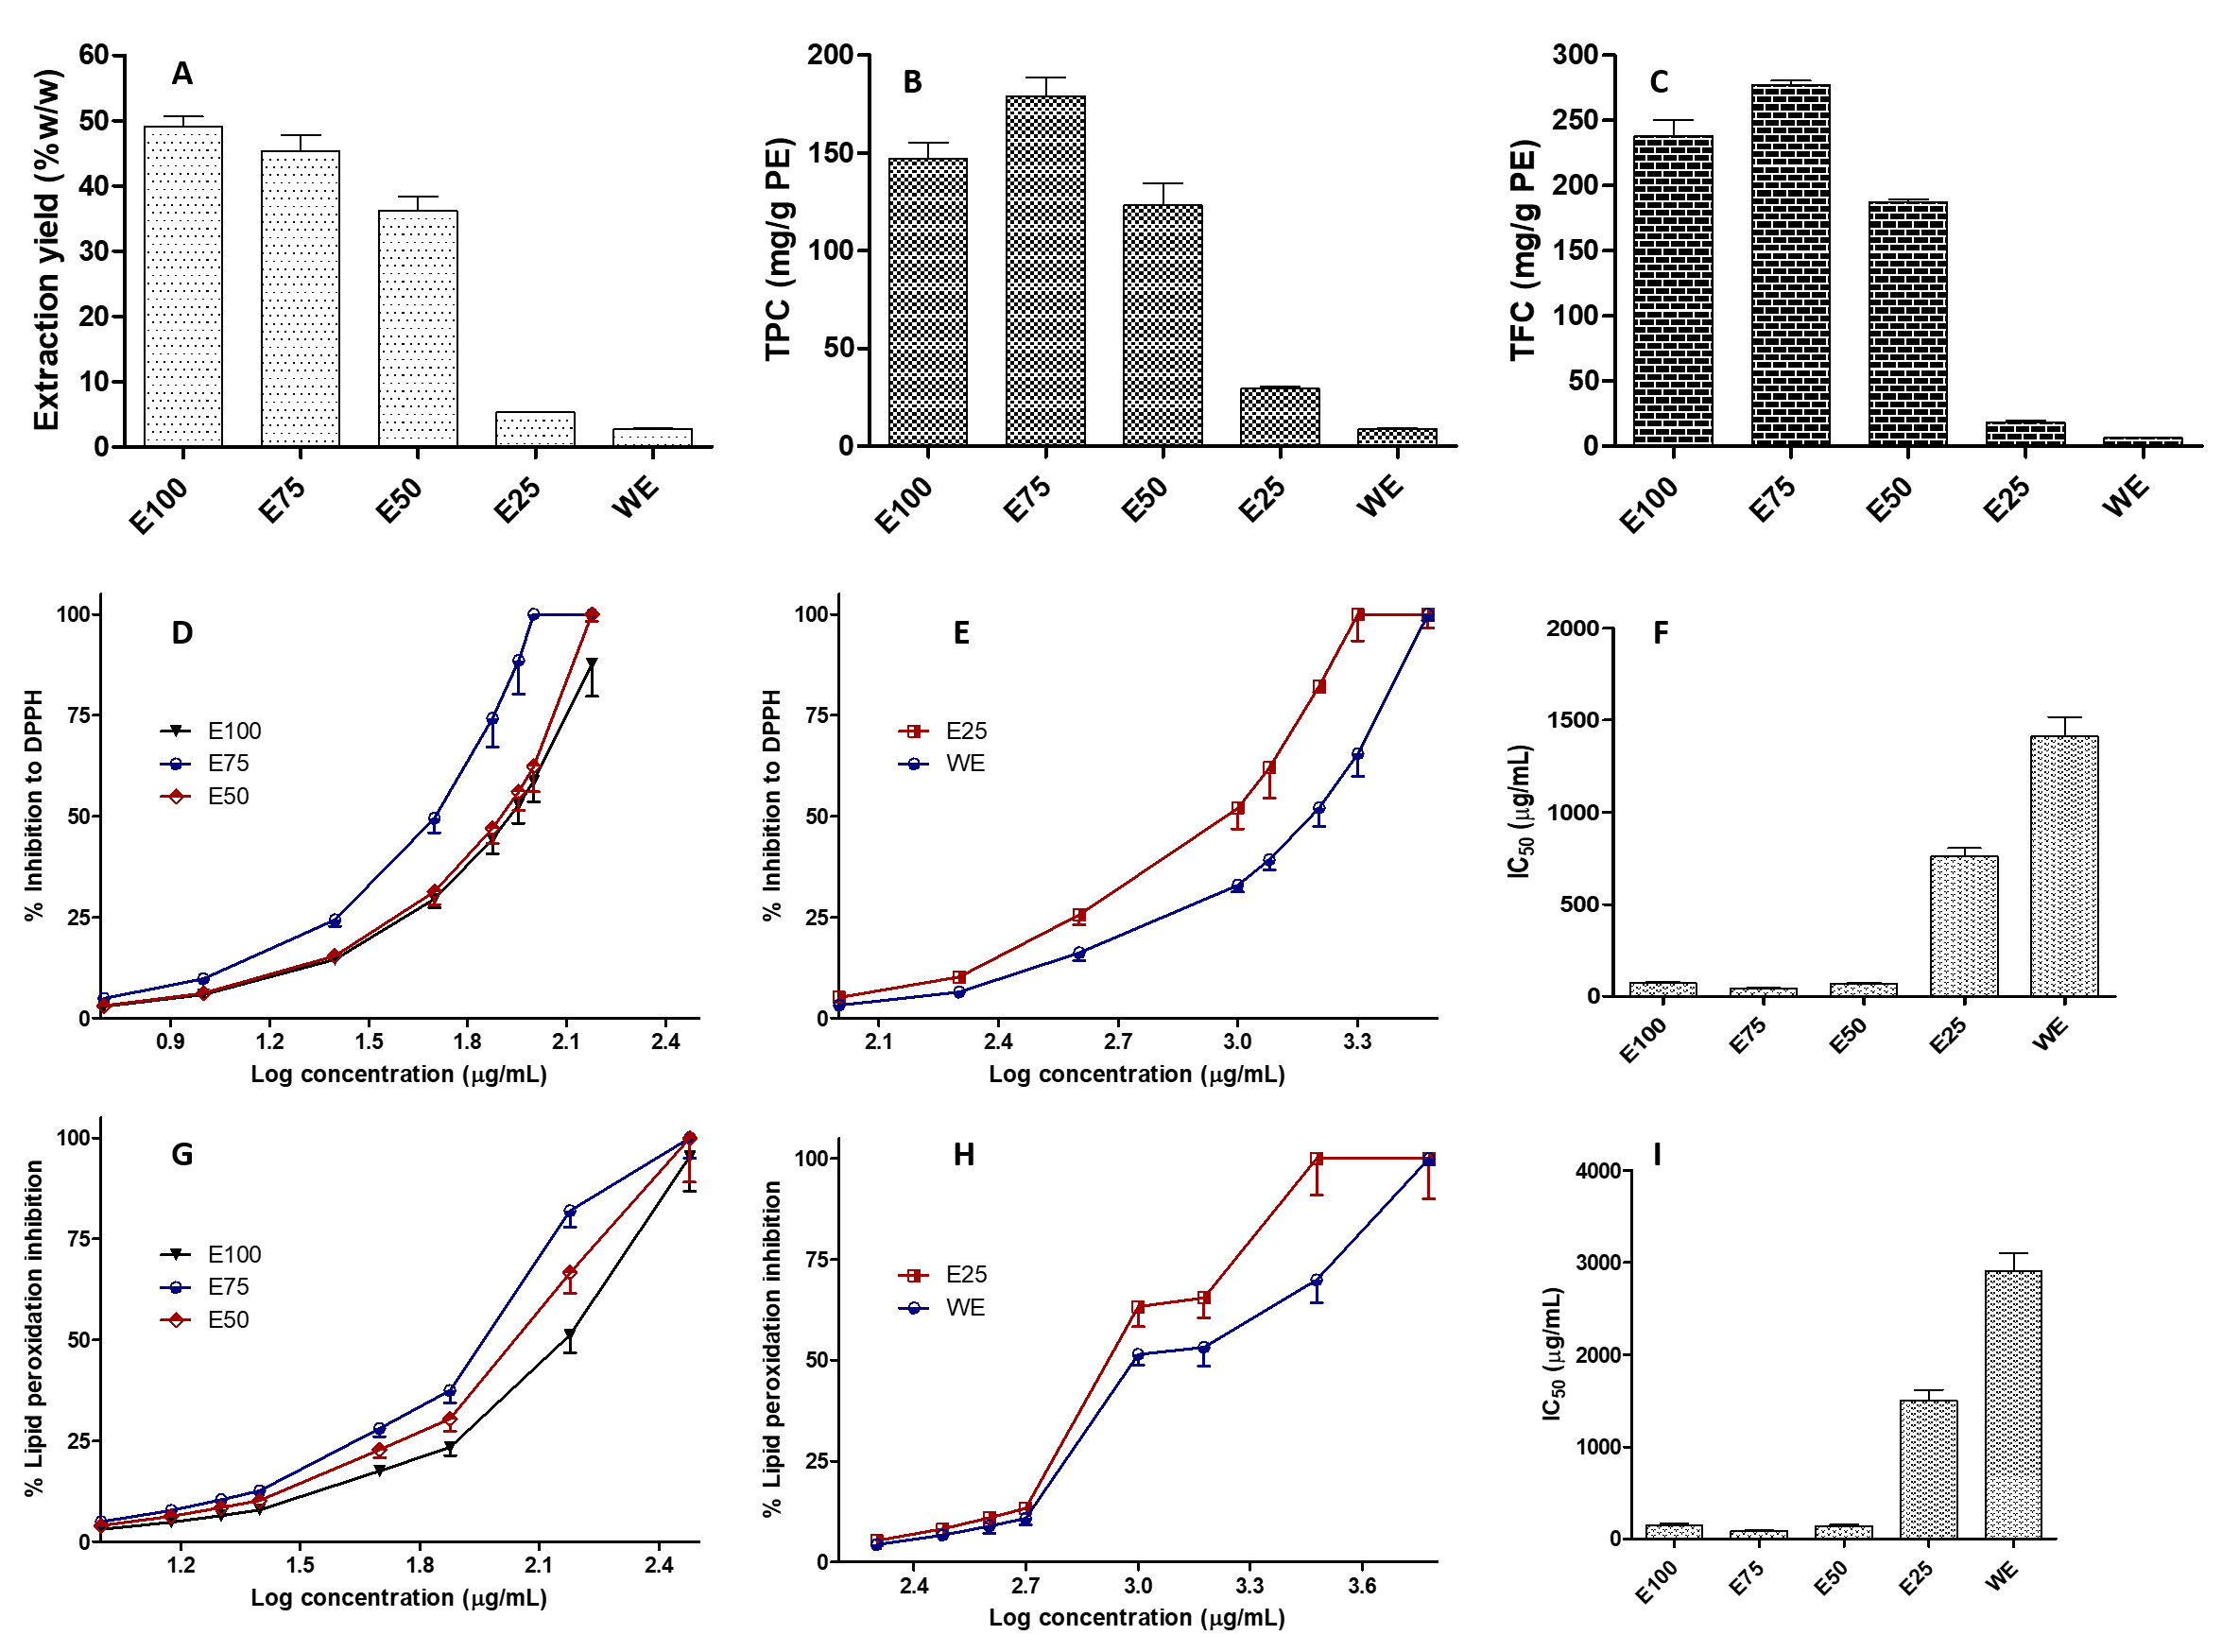 A
Extraction yield (%w/w)
60
50
40
30
20
10
0
E100
E75
E50
E25
WE
B
TPC (mg/g PE)
200
150
100
50
0
E100
E75
E50
E25
WE
C
TFC (mg/g PE)
300
250
200
150
100
50
0
E100
E75
E50
E25
WE
D
% Inhibition to DPPH
100
75
50
25
0
E100
E75
E50
0.9 1.2 1.5 1.8 2.1 2.4
Log concentration (µg/mL)
E
% Inhibition to DPPH
100
75
50
25
0
E25
WE
2.1 2.4 2.7 3.0 3.3
Log concentration (µg/mL)
F
IC50 (µg/mL)
2000
1500
1000
500
0
E100
E75
E50
E25
WE
G
% Lipid peroxidation inhibition
100
75
50
25
0
E100
E75
E50
1.2 1.5 1.8 2.1 2.4
Log concentration (µg/mL)
H
% Lipid peroxidation inhibition
100
75
50
25
0
E25
WE
2.4 2.7 3.0 3.3 3.6
Log concentration (µg/mL)
I
IC50 (µg/mL)
4000
3000
2000
1000
0
E100
E75
E50
E25
WE